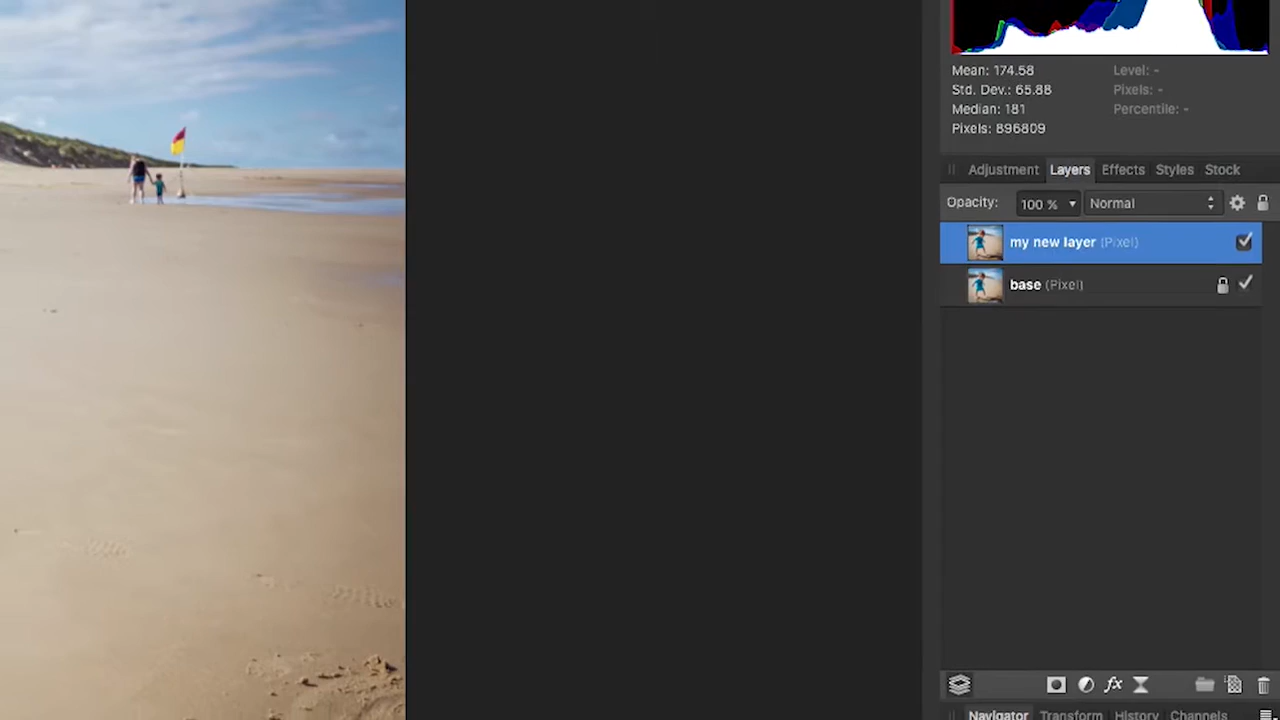 Mean: 174.58 Level: -
Std. Dev.: 65.88 Pixels: -
Median: 181 Percentile: -
Pixels: 896809
Adjustment Layers Effects Styles Stock
Opacity: 100 % Normal
my new layer (Pixel)
base (Pixel)
fx
Navigator Transform History Channels